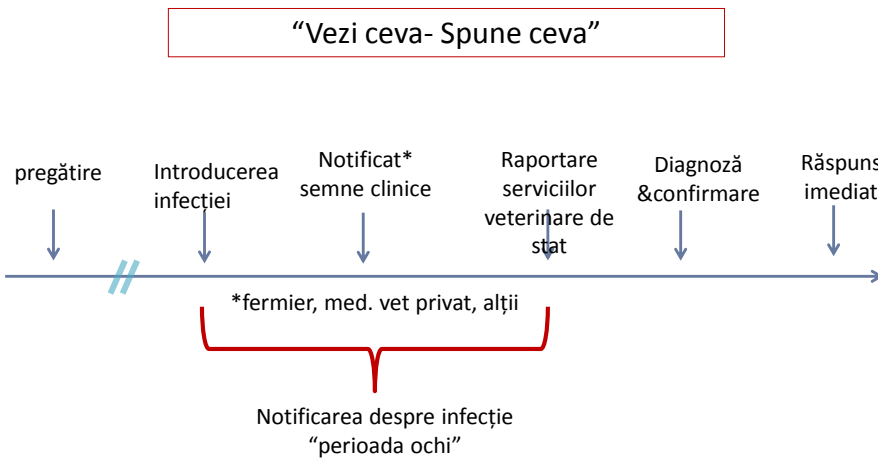 “Vezi ceva- Spune ceva”
pregătire
Introducerea
infecției
Notificat*
semne clinice
Raportare
serviciilor
veterinare de
stat
Diagnoză
&confirmare
Răspuns
imediat
*fermier, med. vet privat, alții
Notificarea despre infecție
“perioada ochi”